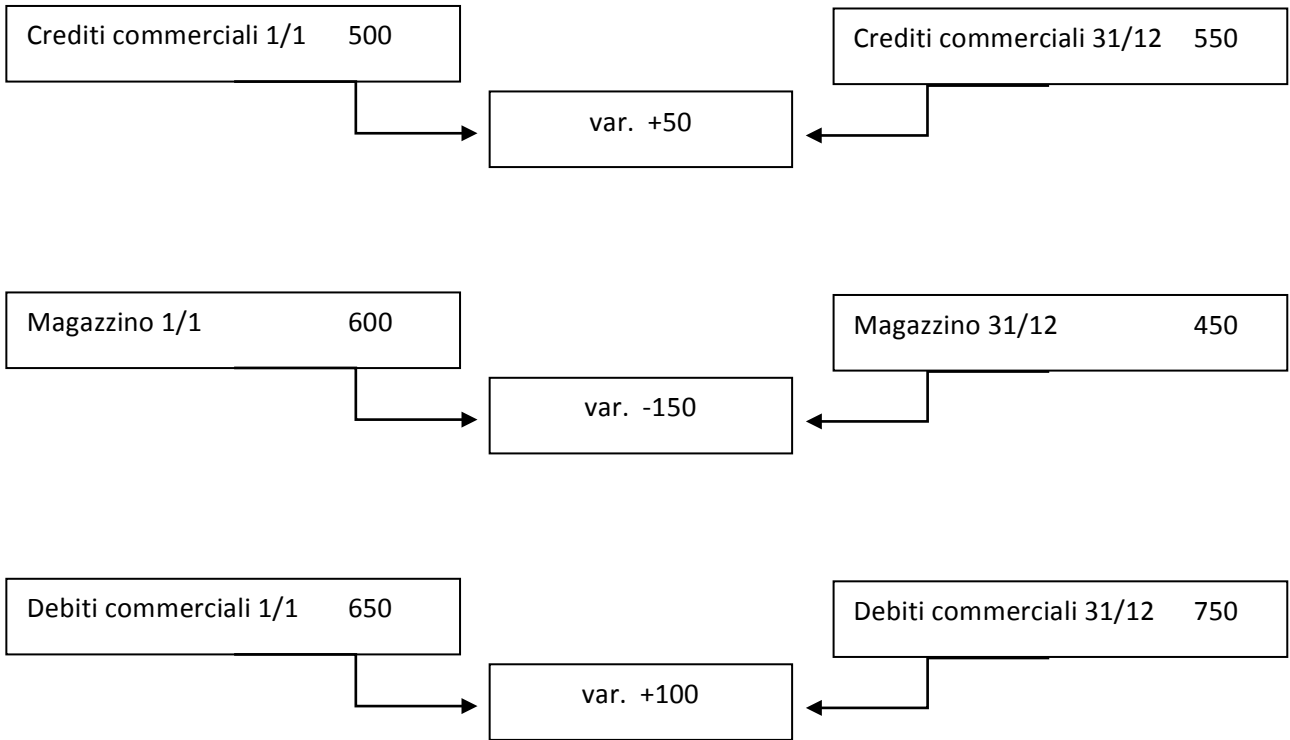 Crediti commerciali 1/1 500
Crediti commerciali 31/12 550
var. +50
Magazzino 1/1 600
Magazzino 31/12 450
var. -150
Debiti commerciali 1/1 650
Debiti commerciali 31/12 750
var. +100